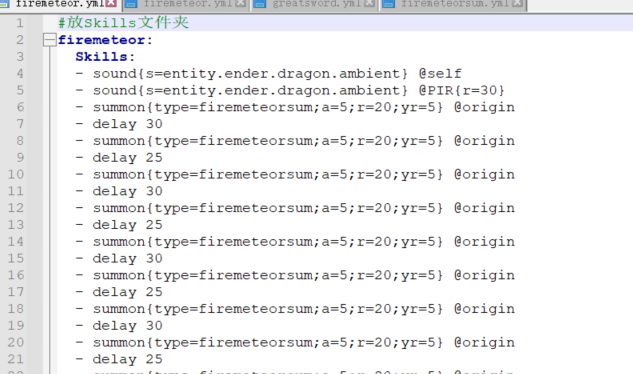 firemeteor.yml firemeteor.yml greatsword.yml firemeteorsum.yml
1 #放Skills文件夹
2 firemeteor:
3 Skills:
4 - sound{s=entity.ender.dragon.ambient} @self
5 - sound{s=entity.ender.dragon.ambient} @PIR{r=30}
6 - summon{type=firemeteorsum;a=5;r=20;yr=5} @origin
7 - delay 30
8 - summon{type=firemeteorsum;a=5;r=20;yr=5} @origin
9 - delay 25
10 - summon{type=firemeteorsum;a=5;r=20;yr=5} @origin
11 - delay 30
12 - summon{type=firemeteorsum;a=5;r=20;yr=5} @origin
13 - delay 25
14 - summon{type=firemeteorsum;a=5;r=20;yr=5} @origin
15 - delay 30
16 - summon{type=firemeteorsum;a=5;r=20;yr=5} @origin
17 - delay 25
18 - summon{type=firemeteorsum;a=5;r=20;yr=5} @origin
19 - delay 30
20 - summon{type=firemeteorsum;a=5;r=20;yr=5} @origin
21 - delay 25